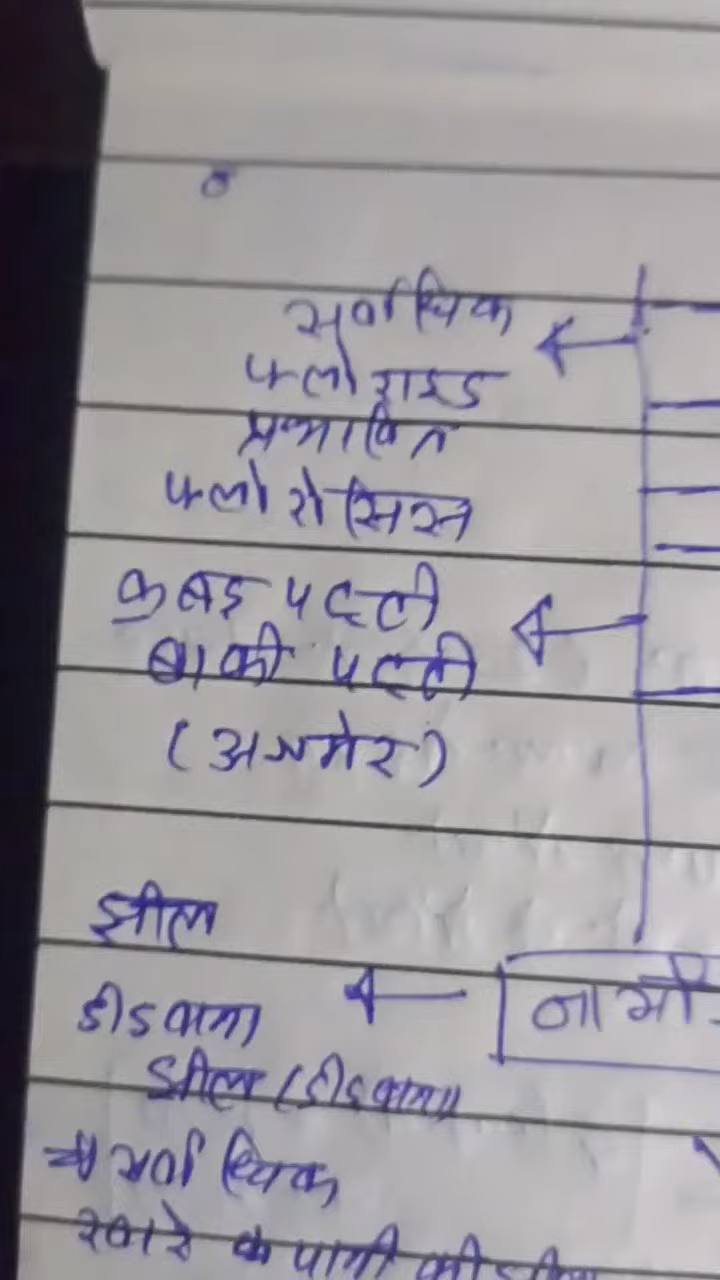 सर्वाधिक
फ्लोराइड
प्रभावित
फ्लोरोसिस
कुबड़ पट्टी
बाकी पट्टी
(अजमेर)
झील
डीडवाना
झील (डीडवाना)
⇒ सर्वाधिक
खारे के पानी की झील
नागौ